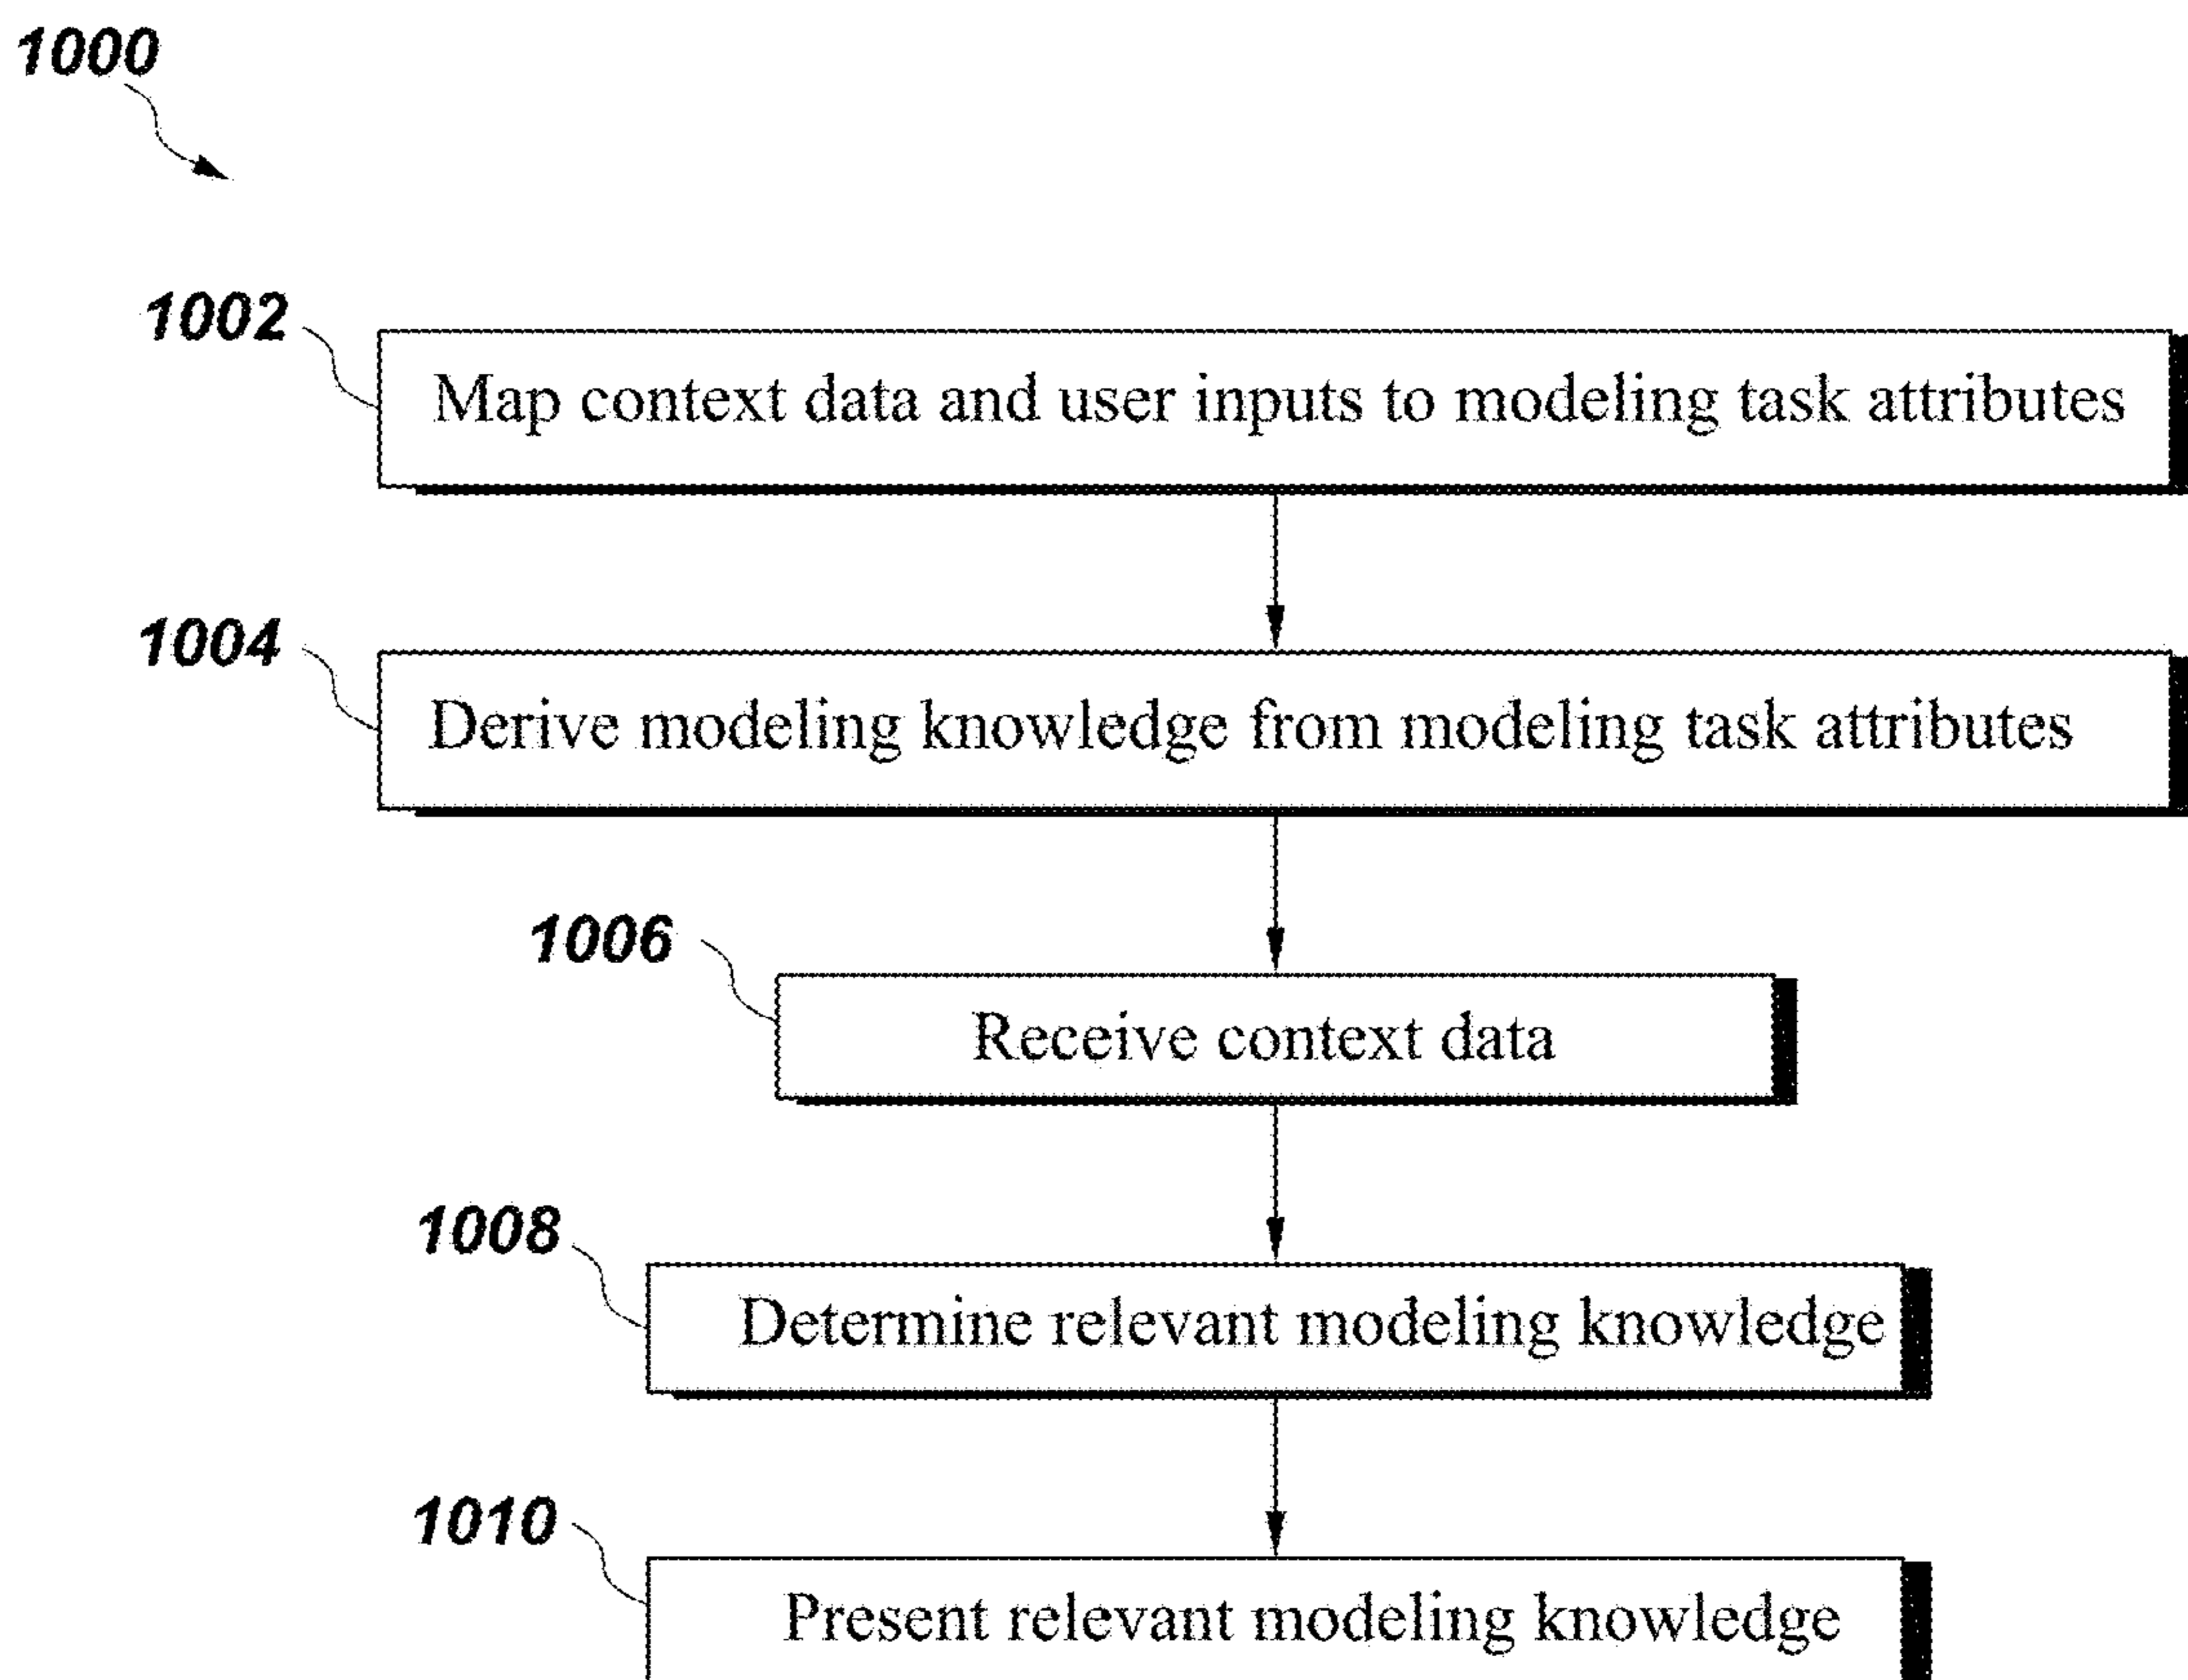 1000
1002
Map context data and user inputs to modeling task attributes
1004
Derive modeling knowledge from modeling task attributes
1006
Receive context data
1008
Determine relevant modeling knowledge
1010
Present relevant modeling knowledge